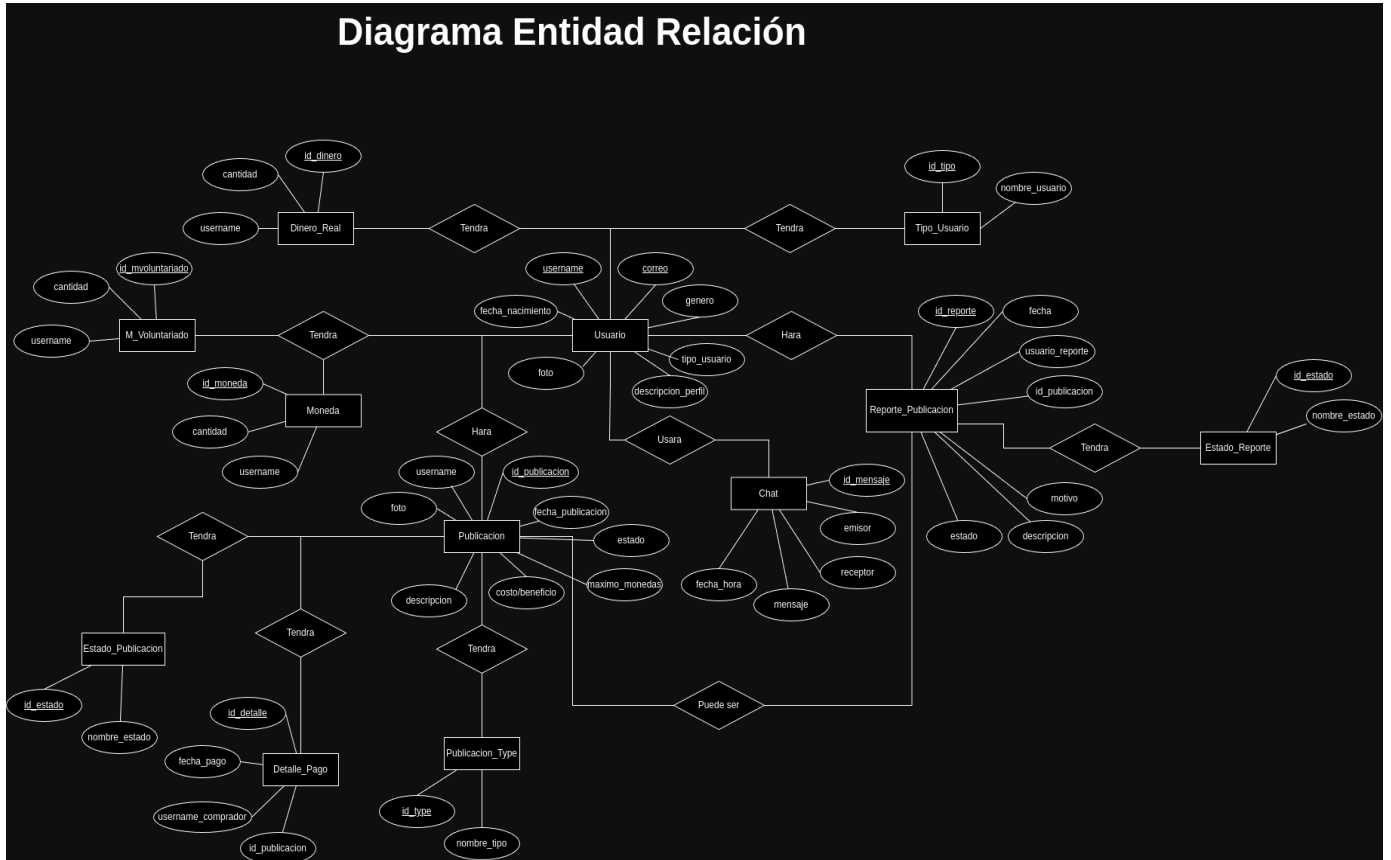 Diagrama Entidad Relación
id_dinero
cantidad
username
Dinero_Real
Tendra
Tendra
id_tipo
nombre_usuario
Tipo_Usuario
id_mvoluntariado
cantidad
username
M_Voluntariado
Tendra
id_moneda
cantidad
username
Moneda
username
correo
fecha_nacimiento
genero
Usuario
tipo_usuario
foto
descripcion_perfil
Hara
id_reporte
fecha
usuario_reporte
id_publicacion
Reporte_Publicacion
motivo
estado
descripcion
Tendra
id_estado
nombre_estado
Estado_Reporte
Hara
Usara
id_mensaje
Chat
emisor
receptor
fecha_hora
mensaje
username
id_publicacion
foto
fecha_publicacion
Publicacion
estado
maximo_monedas
costo/beneficio
descripcion
Tendra
Estado_Publicacion
id_estado
nombre_estado
Tendra
id_detalle
fecha_pago
Detalle_Pago
username_comprador
id_publicacion
Tendra
Publicacion_Type
id_type
nombre_tipo
Puede ser